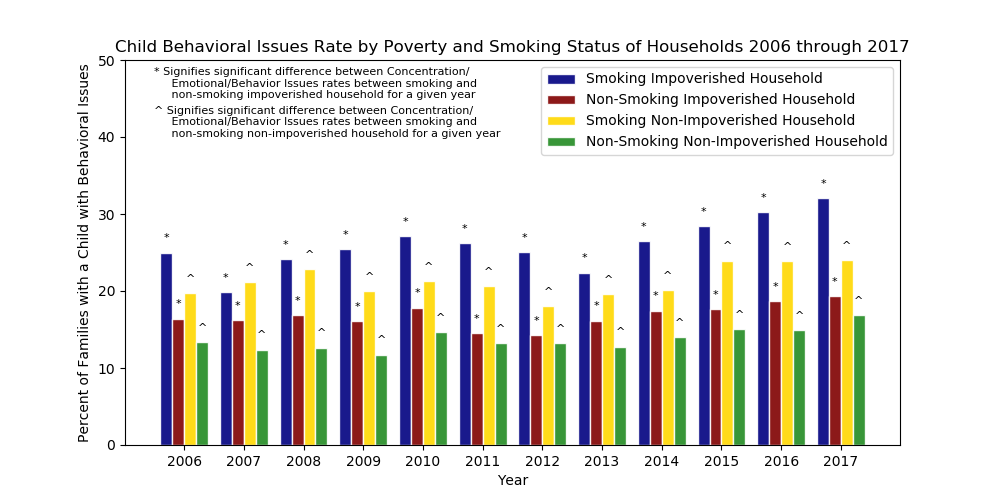 Child Behavioral Issues Rate by Poverty and Smoking Status of Households 2006 through 2017
* Signifies significant difference between Concentration/
Emotional/Behavior Issues rates between smoking and
non-smoking impoverished household for a given year
^ Signifies significant difference between Concentration/
Emotional/Behavior Issues rates between smoking and
non-smoking non-impoverished household for a given year
Smoking Impoverished Household
Non-Smoking Impoverished Household
Smoking Non-Impoverished Household
Non-Smoking Non-Impoverished Household
Percent of Families with a Child with Behavioral Issues
50
40
30
20
10
0
* * ^ ^ * * ^ ^ * * ^ ^ * * ^ ^ * * ^ ^ * * ^ ^ * * ^ ^ * * ^ ^ * * ^ ^ * * ^ ^ * * ^ ^ * * ^ ^
2006 2007 2008 2009 2010 2011 2012 2013 2014 2015 2016 2017
Year